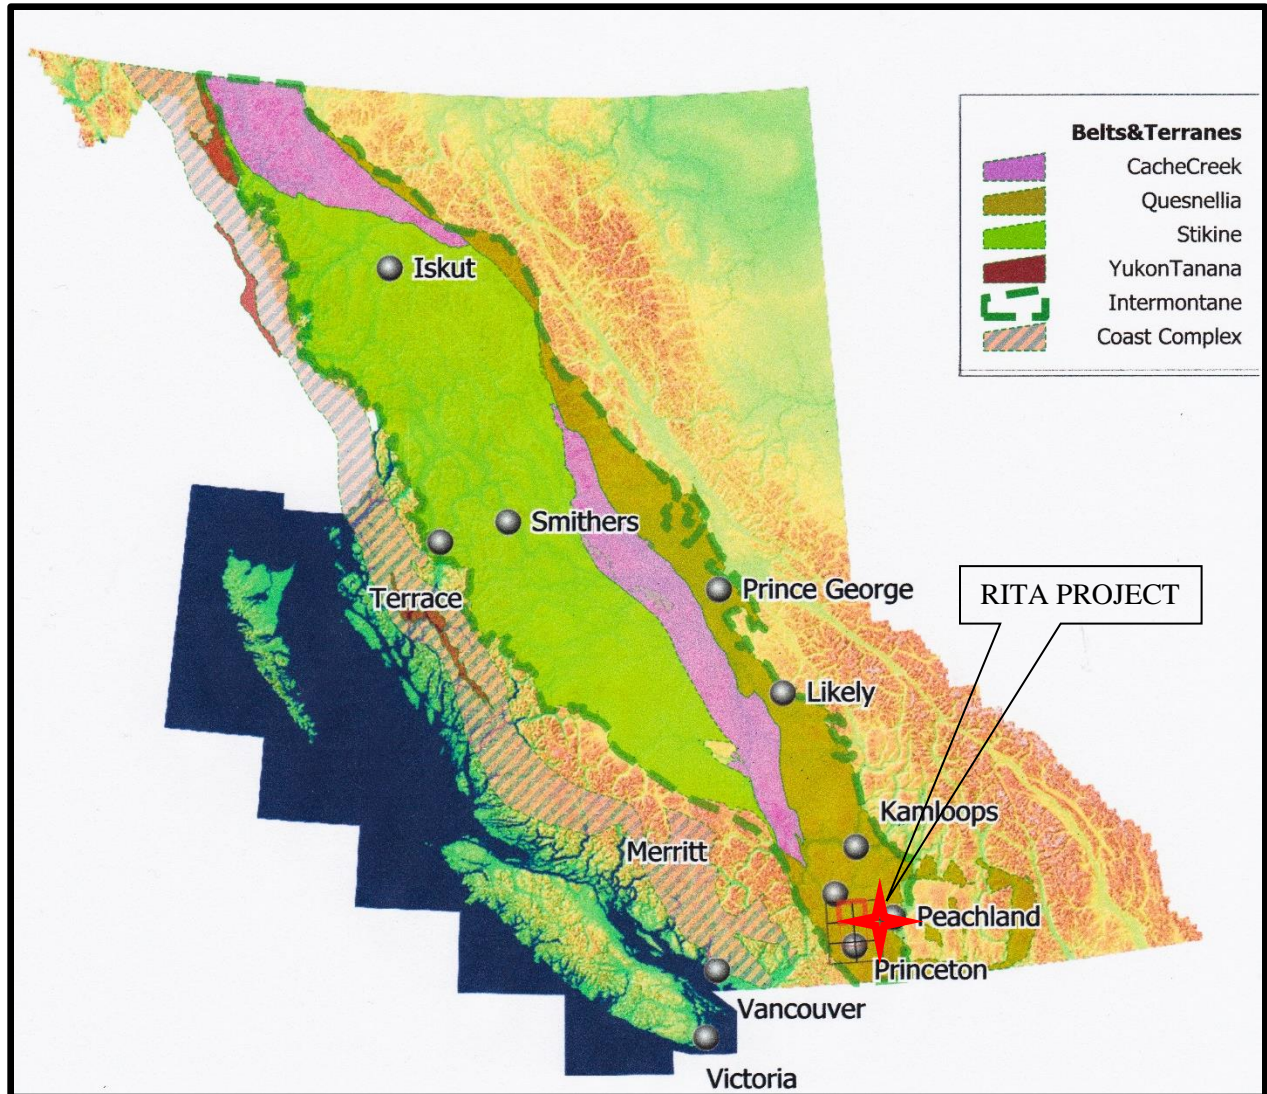 Belts&Terranes
CacheCreek
Quesnellia
Stikine
YukonTanana
Intermontane
Coast Complex
Iskut
Smithers
Terrace
Prince George
RITA PROJECT
Likely
Kamloops
Merritt
Peachland
Princeton
Vancouver
Victoria